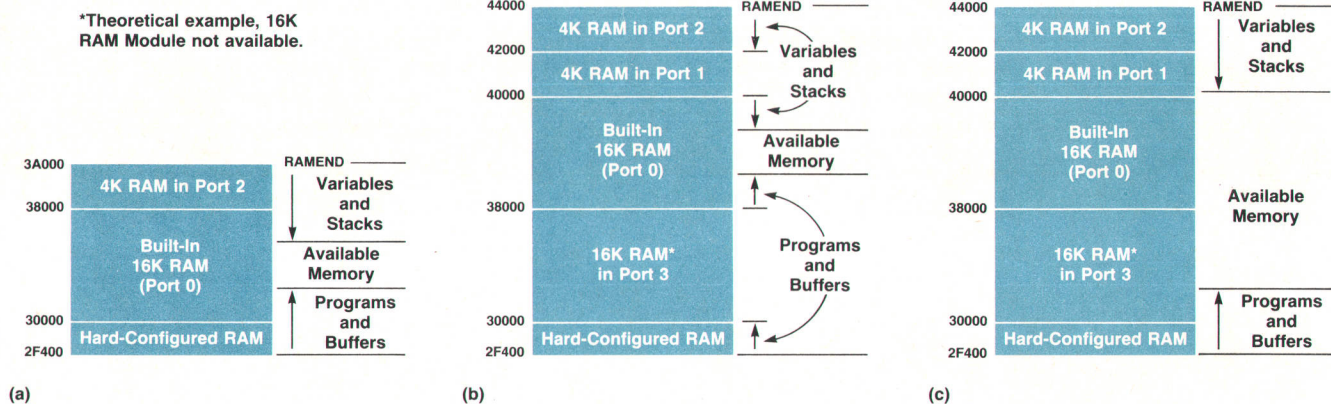 *Theoretical example, 16K
RAM Module not available.
3A000
4K RAM in Port 2
38000
Built-In
16K RAM
(Port 0)
30000
Hard-Configured RAM
2F400
RAMEND
Variables
and
Stacks
Available
Memory
Programs
and
Buffers
(a)
44000
4K RAM in Port 2
42000
4K RAM in Port 1
40000
Built-In
16K RAM
(Port 0)
38000
16K RAM*
in Port 3
30000
Hard-Configured RAM
2F400
RAMEND
Variables
and
Stacks
Available
Memory
Programs
and
Buffers
(b)
44000
4K RAM in Port 2
42000
4K RAM in Port 1
40000
Built-In
16K RAM
(Port 0)
38000
16K RAM*
in Port 3
30000
Hard-Configured RAM
2F400
RAMEND
Variables
and
Stacks
Available
Memory
Programs
and
Buffers
(c)